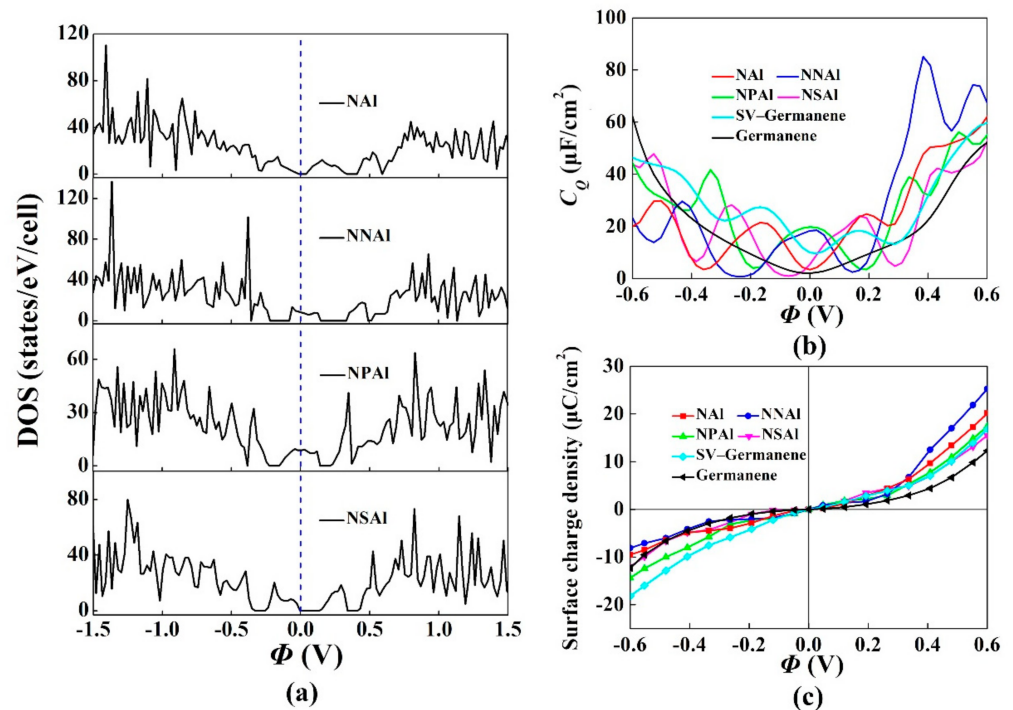 DOS (states/eV/cell)
120
80
40
0
NAl
120
80
40
0
NNAl
60
30
0
NPAl
80
40
0
NSAl
-1.5 -1.0 -0.5 0.0 0.5 1.0 1.5
Φ (V)
(a)
C_Q (μF/cm²)
100
80
60
40
20
0
NAl NNAl
NPAl NSAl
SV–Germanene
Germanene
-0.6 -0.4 -0.2 0.0 0.2 0.4 0.6
Φ (V)
(b)
Surface charge density (μC/cm²)
30
20
10
0
-10
-20
NAl NNAl
NPAl NSAl
SV–Germanene
Germanene
-0.6 -0.4 -0.2 0.0 0.2 0.4 0.6
Φ (V)
(c)